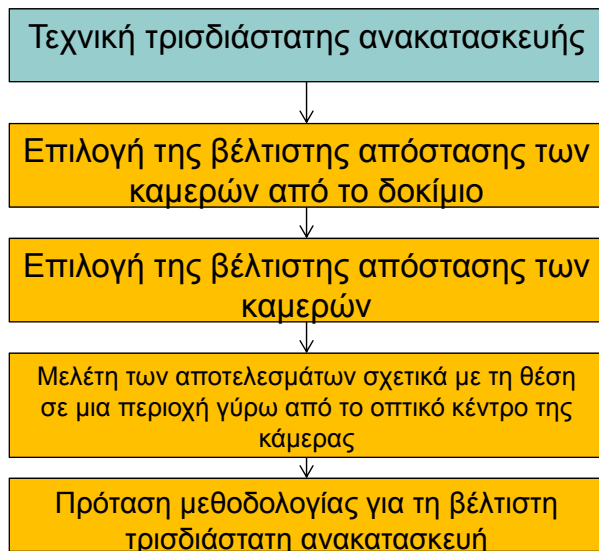 Τεχνική τρισδιάστατης ανακατασκευής
Επιλογή της βέλτιστης απόστασης των
καμερών από το δοκίμιο
Επιλογή της βέλτιστης απόστασης των
καμερών
Μελέτη των αποτελεσμάτων σχετικά με τη θέση
σε μια περιοχή γύρω από το οπτικό κέντρο της
κάμερας
Πρόταση μεθοδολογίας για τη βέλτιστη
τρισδιάστατη ανακατασκευή